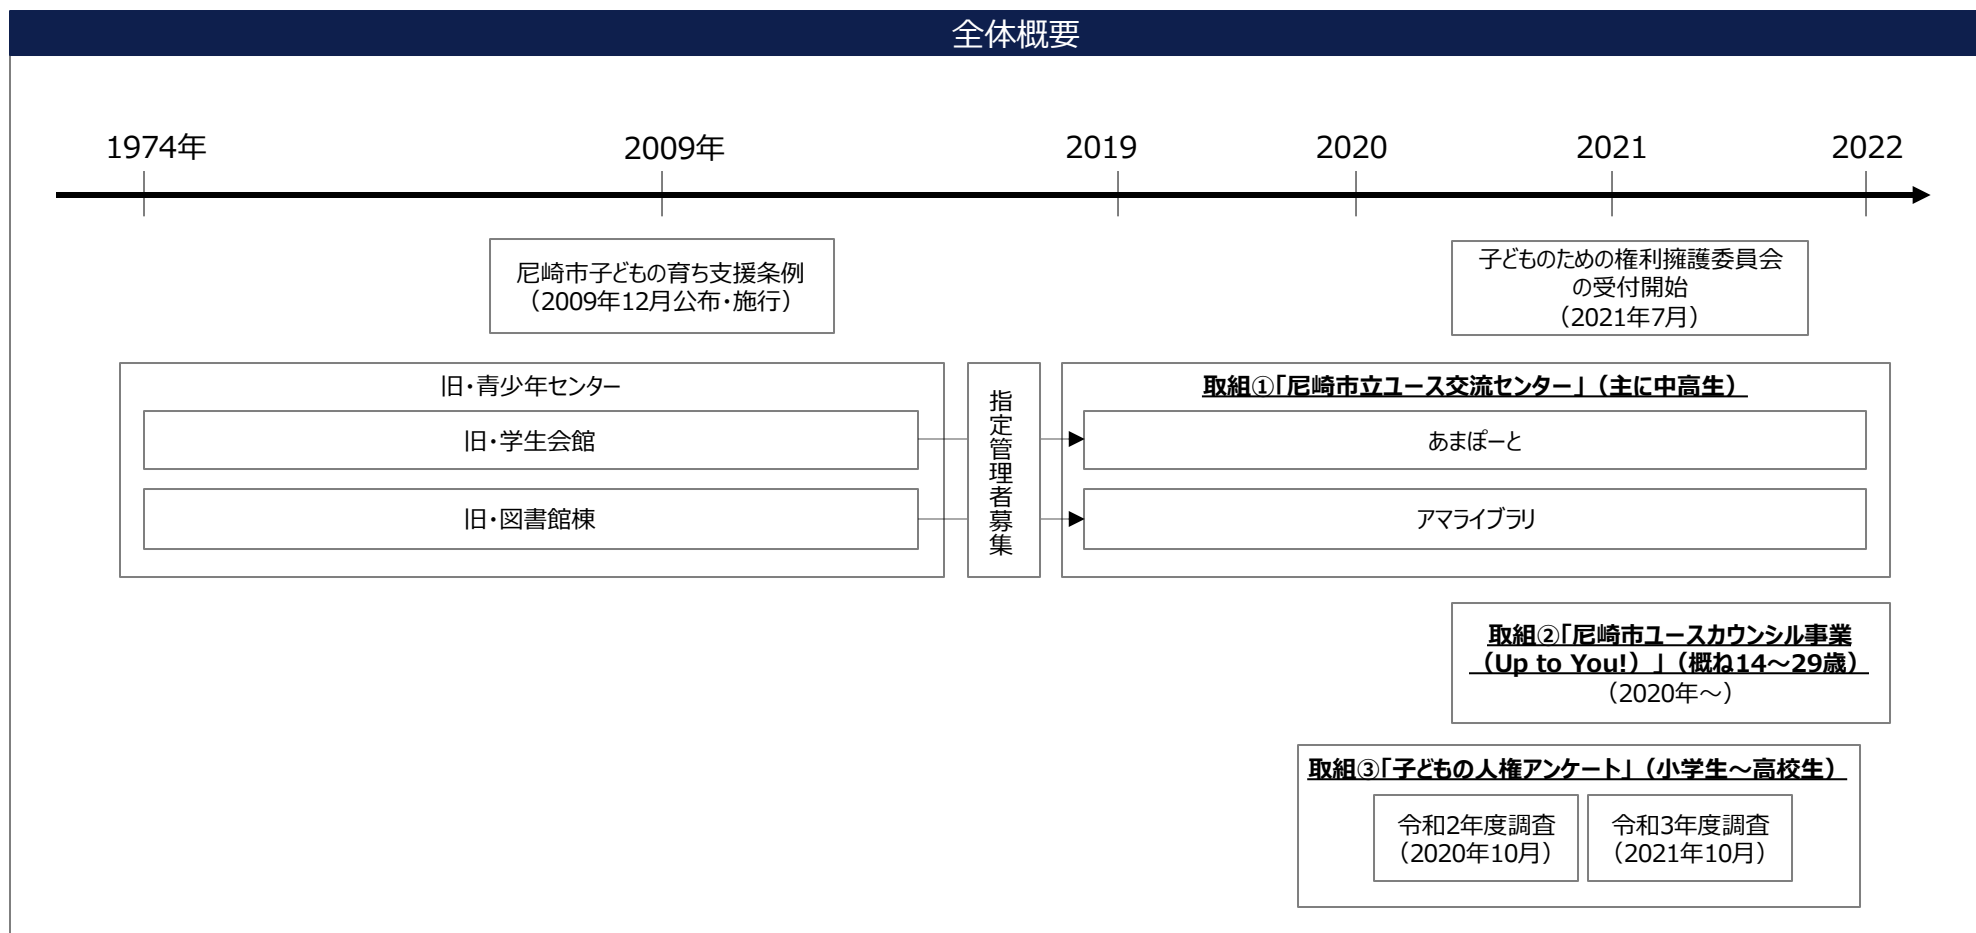 全体概要
1974年
2009年
2019
2020
2021
2022
尼崎市子どもの育ち支援条例
（2009年12月公布・施行）
子どものための権利擁護委員会
の受付開始
（2021年7月）
旧・青少年センター
旧・学生会館
旧・図書館棟
指定管理者募集
取組①「尼崎市立ユース交流センター」（主に中高生）
あまぽーと
アマライブラリ
取組②「尼崎市ユースカウンシル事業
（Up to You!）」（概ね14～29歳）
（2020年～）
取組③「子どもの人権アンケート」（小学生～高校生）
令和2年度調査
（2020年10月）
令和3年度調査
（2021年10月）